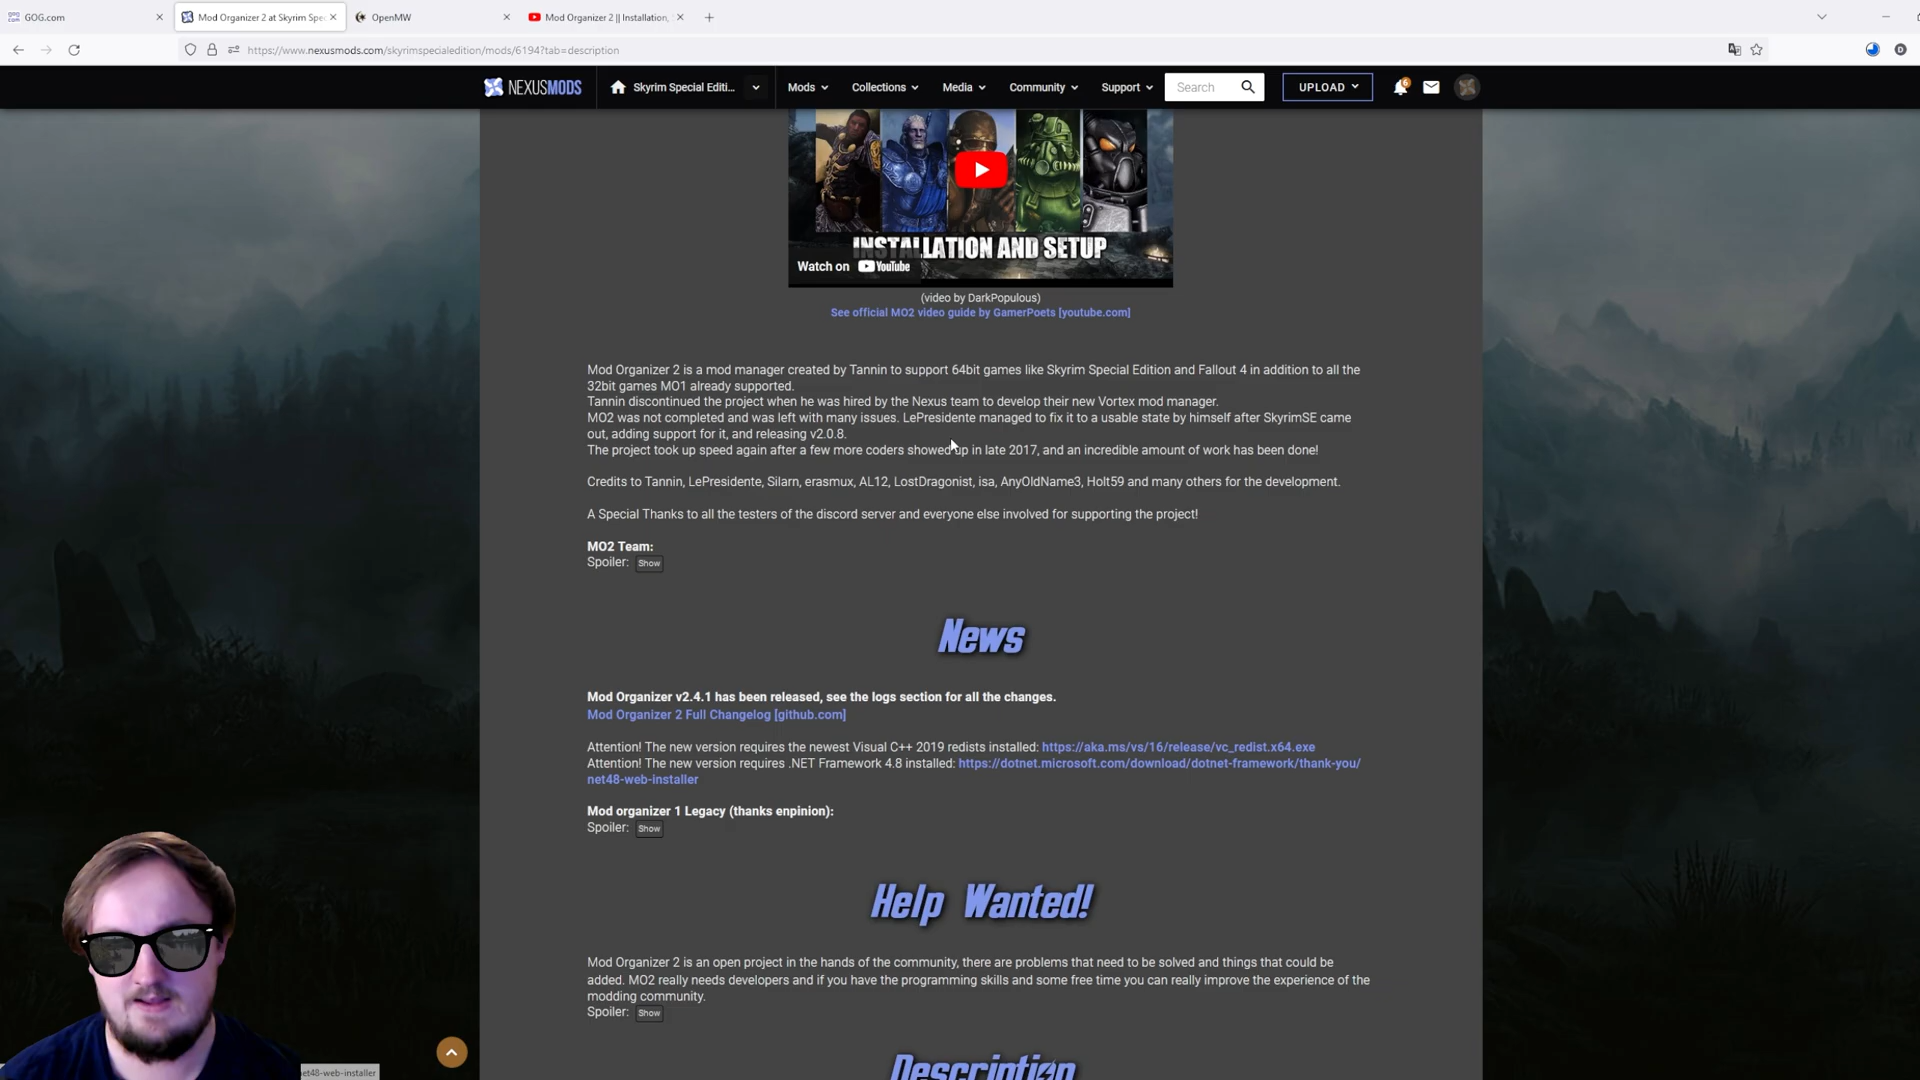 GOG.com
Mod Organizer 2 at Skyrim Spe
OpenMW
Mod Organizer 2 || Installation,
https://www.nexusmods.com/skyrimspecialedition/mods/6194?tab=description
NEXUSMODS
Skyrim Special Editi...
Mods
Collections
Media
Community
Support
Search
UPLOAD
6
INSTALLATION AND SETUP
Watch on YouTube
(video by DarkPopulous)
See official MO2 video guide by GamerPoets [youtube.com]
Mod Organizer 2 is a mod manager created by Tannin to support 64bit games like Skyrim Special Edition and Fallout 4 in addition to all the
32bit games MO1 already supported.
Tannin discontinued the project when he was hired by the Nexus team to develop their new Vortex mod manager.
MO2 was not completed and was left with many issues. LePresidente managed to fix it to a usable state by himself after SkyrimSE came
out, adding support for it, and releasing v2.0.8.
The project took up speed again after a few more coders showed up in late 2017, and an incredible amount of work has been done!
Credits to Tannin, LePresidente, Silarn, erasmux, AL12, LostDragonist, isa, AnyOldName3, Holt59 and many others for the development.
A Special Thanks to all the testers of the discord server and everyone else involved for supporting the project!
MO2 Team:
Spoiler: Show
News
Mod Organizer v2.4.1 has been released, see the logs section for all the changes.
Mod Organizer 2 Full Changelog [github.com]
Attention! The new version requires the newest Visual C++ 2019 redists installed: https://aka.ms/vs/16/release/vc_redist.x64.exe
Attention! The new version requires .NET Framework 4.8 installed: https://dotnet.microsoft.com/download/dotnet-framework/thank-you/
net48-web-installer
Mod organizer 1 Legacy (thanks enpinion):
Spoiler: Show
Help Wanted!
Mod Organizer 2 is an open project in the hands of the community, there are problems that need to be solved and things that could be
added. MO2 really needs developers and if you have the programming skills and some free time you can really improve the experience of the
modding community.
Spoiler: Show
Description
net48-web-installer